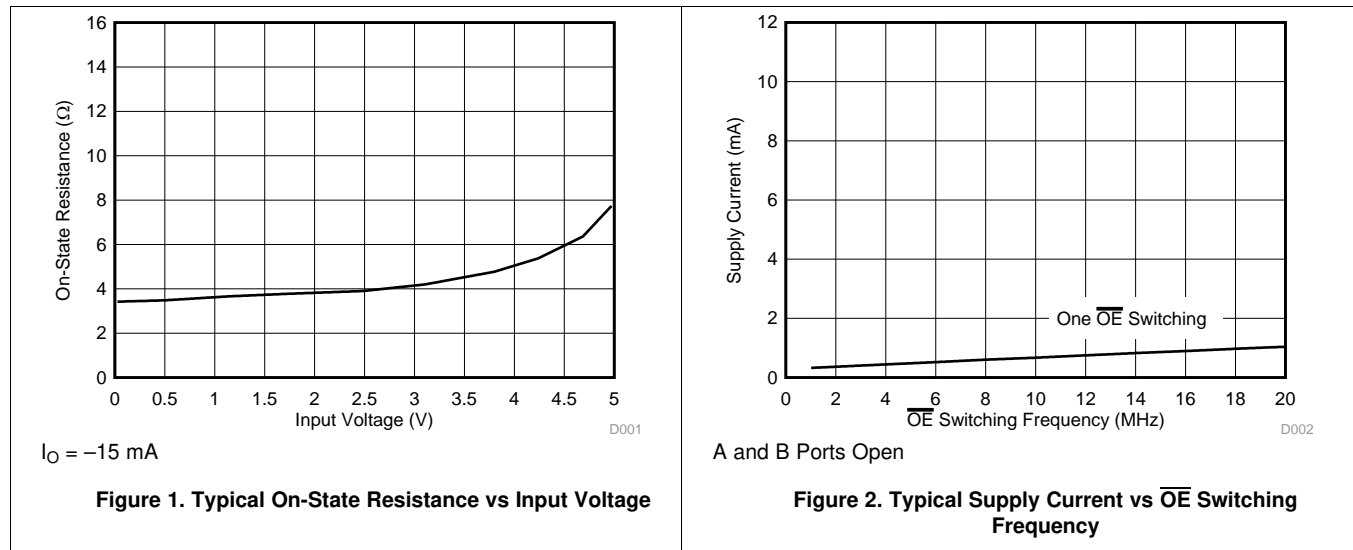 16
14
12
10
8
6
4
2
0
On-State Resistance (Ω)
0 0.5 1 1.5 2 2.5 3 3.5 4 4.5 5
Input Voltage (V)
D001
I_O = –15 mA
Figure 1. Typical On-State Resistance vs Input Voltage
12
10
8
6
4
2
0
Supply Current (mA)
One O̅E̅ Switching
0 2 4 6 8 10 12 14 16 18 20
O̅E̅ Switching Frequency (MHz)
D002
A and B Ports Open
Figure 2. Typical Supply Current vs O̅E̅ Switching
Frequency